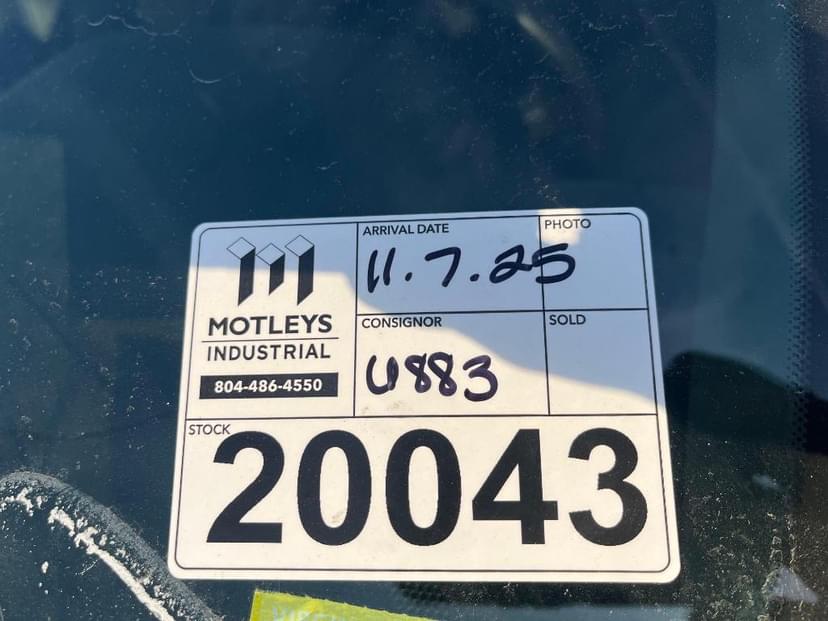 MOTLEYS
INDUSTRIAL
804-486-4550
ARRIVAL DATE
11.7.25
PHOTO
CONSIGNOR
U883
SOLD
STOCK
20043